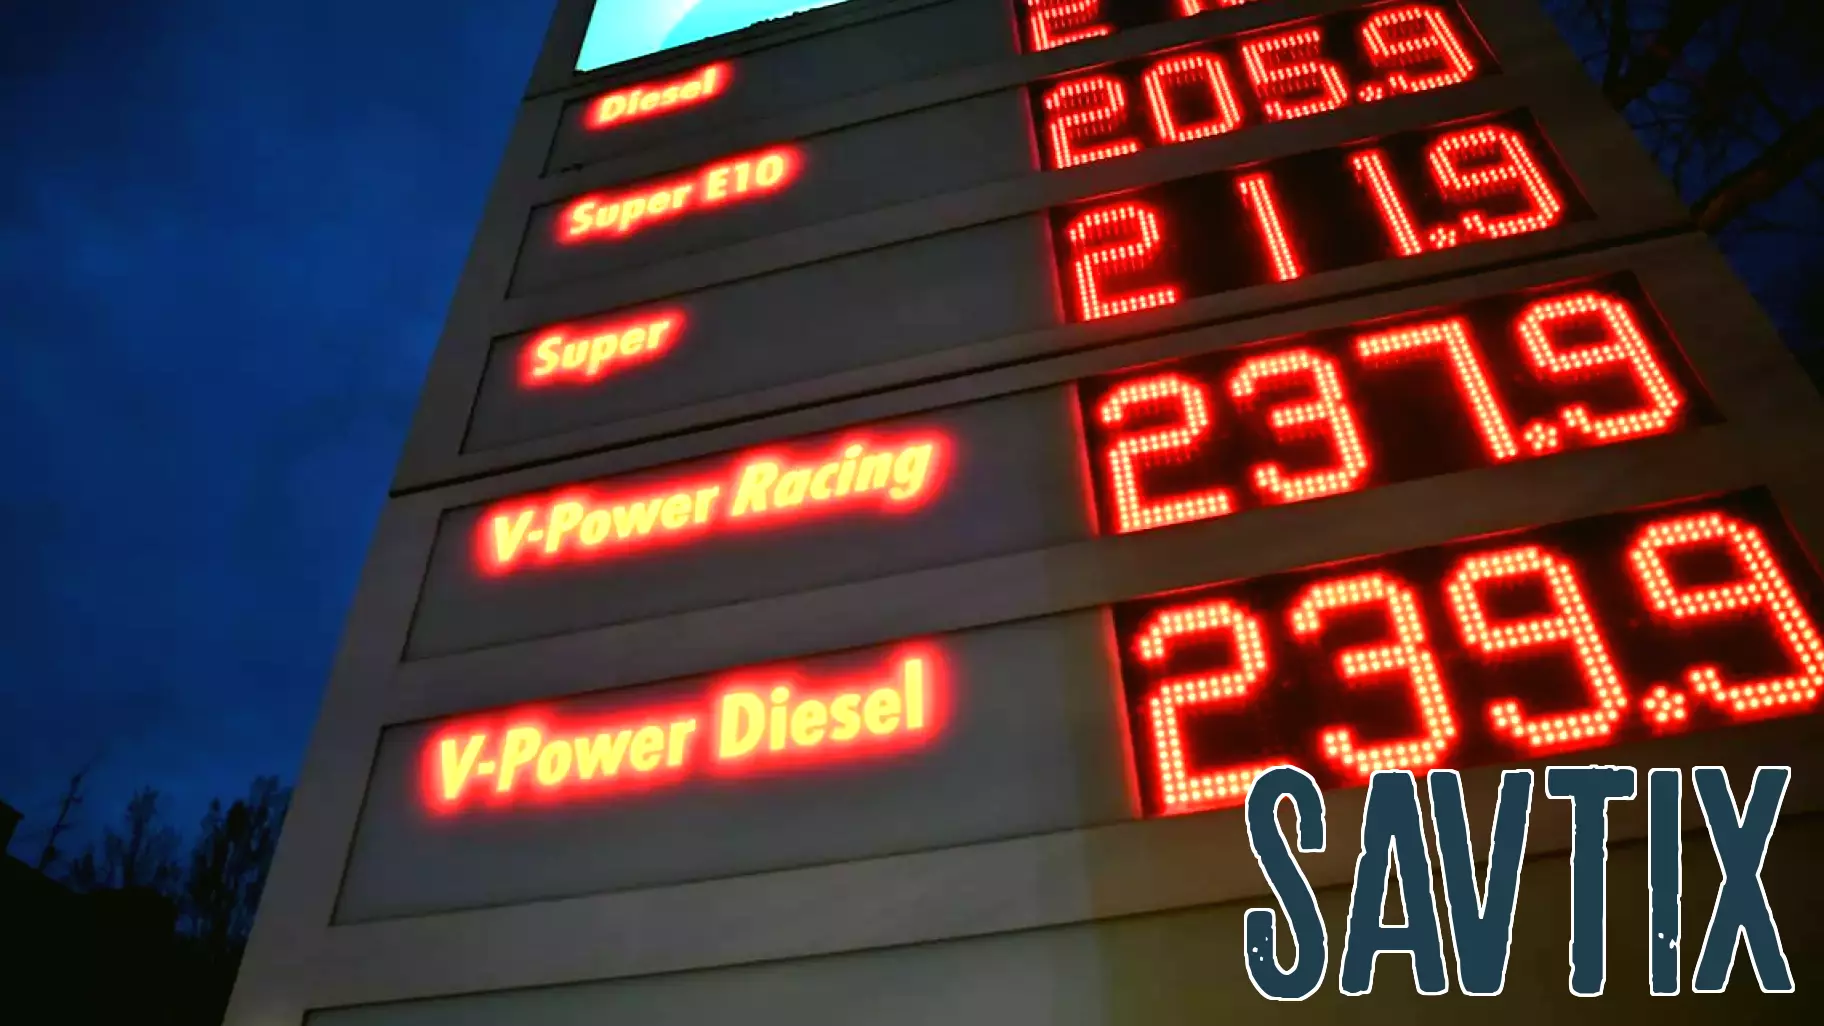 Diesel
Super E10 205.9
Super 211.9
V-Power Racing 237.9
V-Power Diesel 239.9
SAVTIX